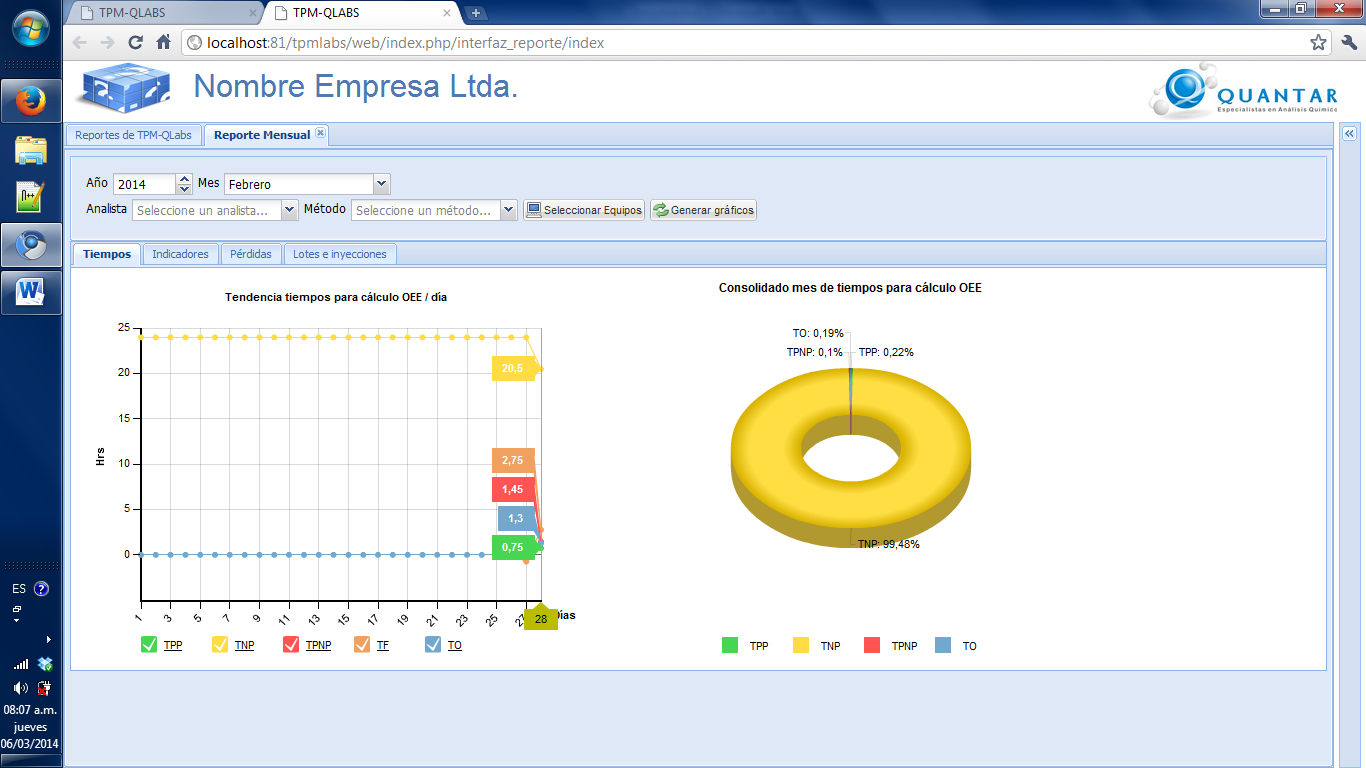 TPM-QLABS
TPM-QLABS
localhost:81/tpmlabs/web/index.php/interfaz_reporte/index
Nombre Empresa Ltda.
QUANTAR
Especialistas en Análisis Químico
Reportes de TPM-QLabs
Reporte Mensual
Año 2014 Mes Febrero
Analista Seleccione un analista... Método Seleccione un método... Seleccionar Equipos Generar gráficos
Tiempos Indicadores Pérdidas Lotes e inyecciones
Tendencia tiempos para cálculo OEE / día
25
20
15
10
5
0
Hrs
20,5
2,75
1,45
1,3
0,75
1 3 5 7 9 11 13 15 17 19 21 23 25 28
TPP TNP TPNP TF TO
Consolidado mes de tiempos para cálculo OEE
TO: 0,19%
TPNP: 0,1% TPP: 0,22%
TNP: 99,48%
TPP TNP TPNP TO
ES
08:07 a.m.
jueves
06/03/2014